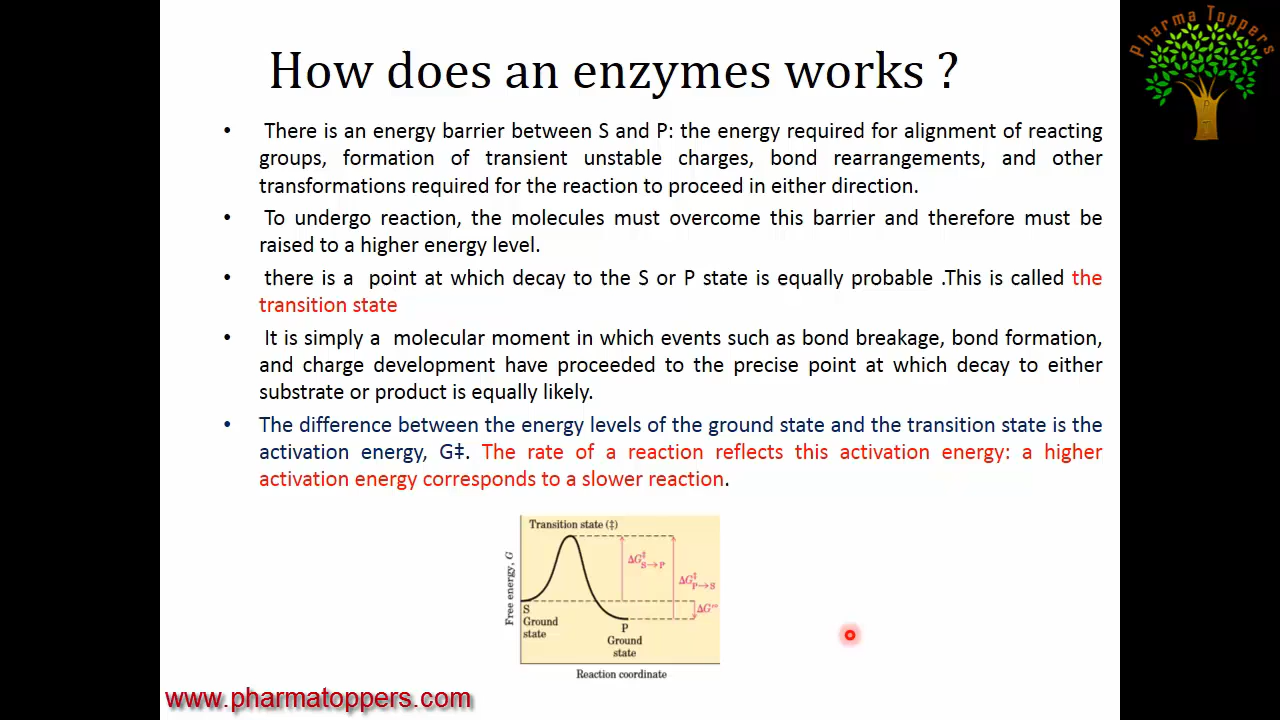 Pharma Toppers
How does an enzymes works ?
• There is an energy barrier between S and P: the energy required for alignment of reacting
groups, formation of transient unstable charges, bond rearrangements, and other
transformations required for the reaction to proceed in either direction.
• To undergo reaction, the molecules must overcome this barrier and therefore must be
raised to a higher energy level.
• there is a point at which decay to the S or P state is equally probable .This is called the
transition state
• It is simply a molecular moment in which events such as bond breakage, bond formation,
and charge development have proceeded to the precise point at which decay to either
substrate or product is equally likely.
• The difference between the energy levels of the ground state and the transition state is the
activation energy, G‡. The rate of a reaction reflects this activation energy: a higher
activation energy corresponds to a slower reaction.
Transition state (‡)
Free energy, G
ΔG‡S→P
ΔG‡P→S
ΔG'°
S
Ground
state
P
Ground
state
Reaction coordinate
www.pharmatoppers.com